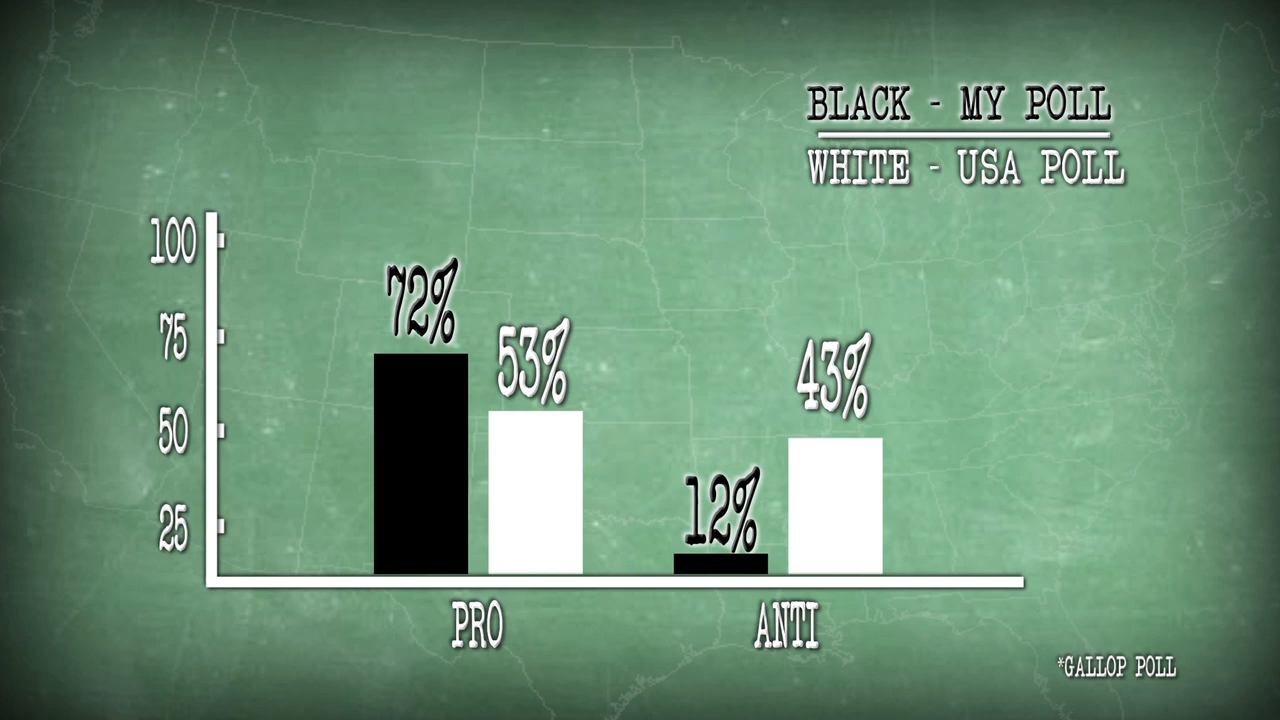 BLACK - MY POLL
WHITE - USA POLL
100
75
50
25
72%
53%
12%
43%
PRO
ANTI
*GALLOP POLL